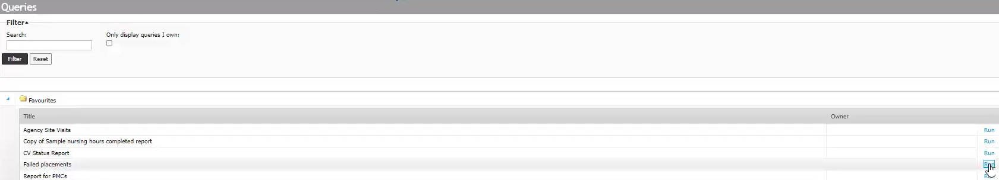 Queries
Filter
Search: Only display queries I own:
Filter Reset
Favourites
Title Owner
Agency Site Visits Run
Copy of Sample nursing hours completed report Run
CV Status Report Run
Failed placements Run
Report for PMCs